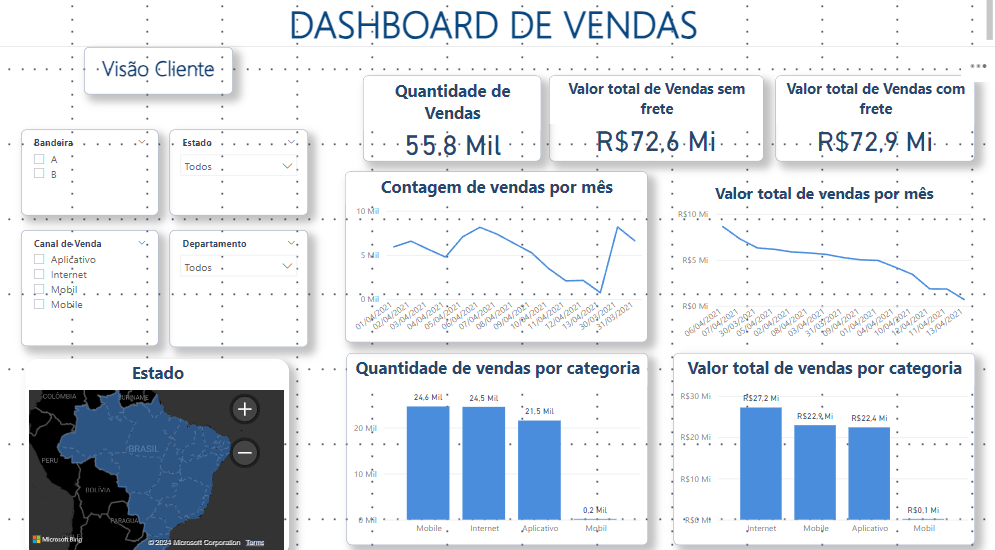 DASHBOARD DE VENDAS
Visão Cliente
Quantidade de
Vendas
55,8 Mil
Valor total de Vendas sem
frete
R$72,6 Mi
Valor total de Vendas com
frete
R$72,9 Mi
Bandeira
A
B
Estado
Todos
Canal de Venda
Aplicativo
Internet
Mobil
Mobile
Departamento
Todos
Contagem de vendas por mês
10 Mil
5 Mil
0 Mil
01/04/2021
02/04/2021
03/04/2021
04/04/2021
05/04/2021
06/04/2021
07/04/2021
08/04/2021
09/04/2021
10/04/2021
11/04/2021
12/04/2021
13/04/2021
30/03/2021
31/03/2021
Valor total de vendas por mês
R$10 Mi
R$5 Mi
R$0 Mi
06/04/2021
07/04/2021
30/03/2021
05/04/2021
02/04/2021
08/04/2021
03/04/2021
31/03/2021
09/04/2021
01/04/2021
04/04/2021
10/04/2021
12/04/2021
11/04/2021
13/04/2021
Estado
COLÔMBIA
SURINAME
BRASIL
PERU
BOLÍVIA
PARAGUA
Microsoft Bing
© 2024 Microsoft Corporation Terms
Quantidade de vendas por categoria
24,6 Mil
24,5 Mil
21,5 Mil
0,2 Mil
20 Mil
10 Mil
0 Mil
Mobile
Internet
Aplicativo
Mobil
Valor total de vendas por categoria
R$30 Mi
R$27,2 Mi
R$22,9 Mi
R$22,4 Mi
R$0,1 Mi
R$20 Mi
R$10 Mi
R$0 Mi
Internet
Mobile
Aplicativo
Mobil